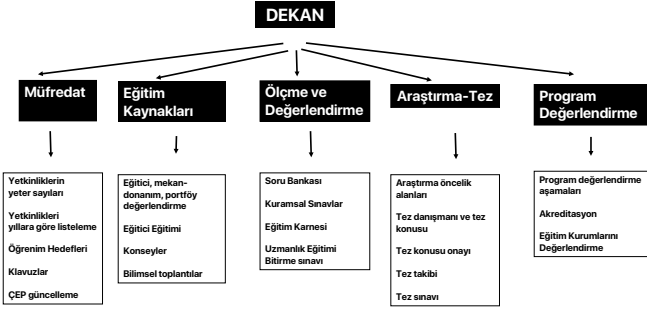 DEKAN
Müfredat
Eğitim
Kaynakları
Ölçme ve
Değerlendirme
Araştırma-Tez
Program
Değerlendirme
Yetkinliklerin
yeter sayıları
Yetkinlikleri
yıllara göre listeleme
Öğrenim Hedefleri
Klavuzlar
ÇEP güncelleme
Eğitici, mekan-
donanım, portföy
değerlendirme
Eğitici Eğitimi
Konseyler
Bilimsel toplantılar
Soru Bankası
Kuramsal Sınavlar
Eğitim Karnesi
Uzmanlık Eğitimi
Bitirme sınavı
Araştırma öncelik
alanları
Tez danışmanı ve tez
konusu
Tez konusu onayı
Tez takibi
Tez sınavı
Program değerlendirme
aşamaları
Akreditasyon
Eğitim Kurumlarını
Değerlendirme